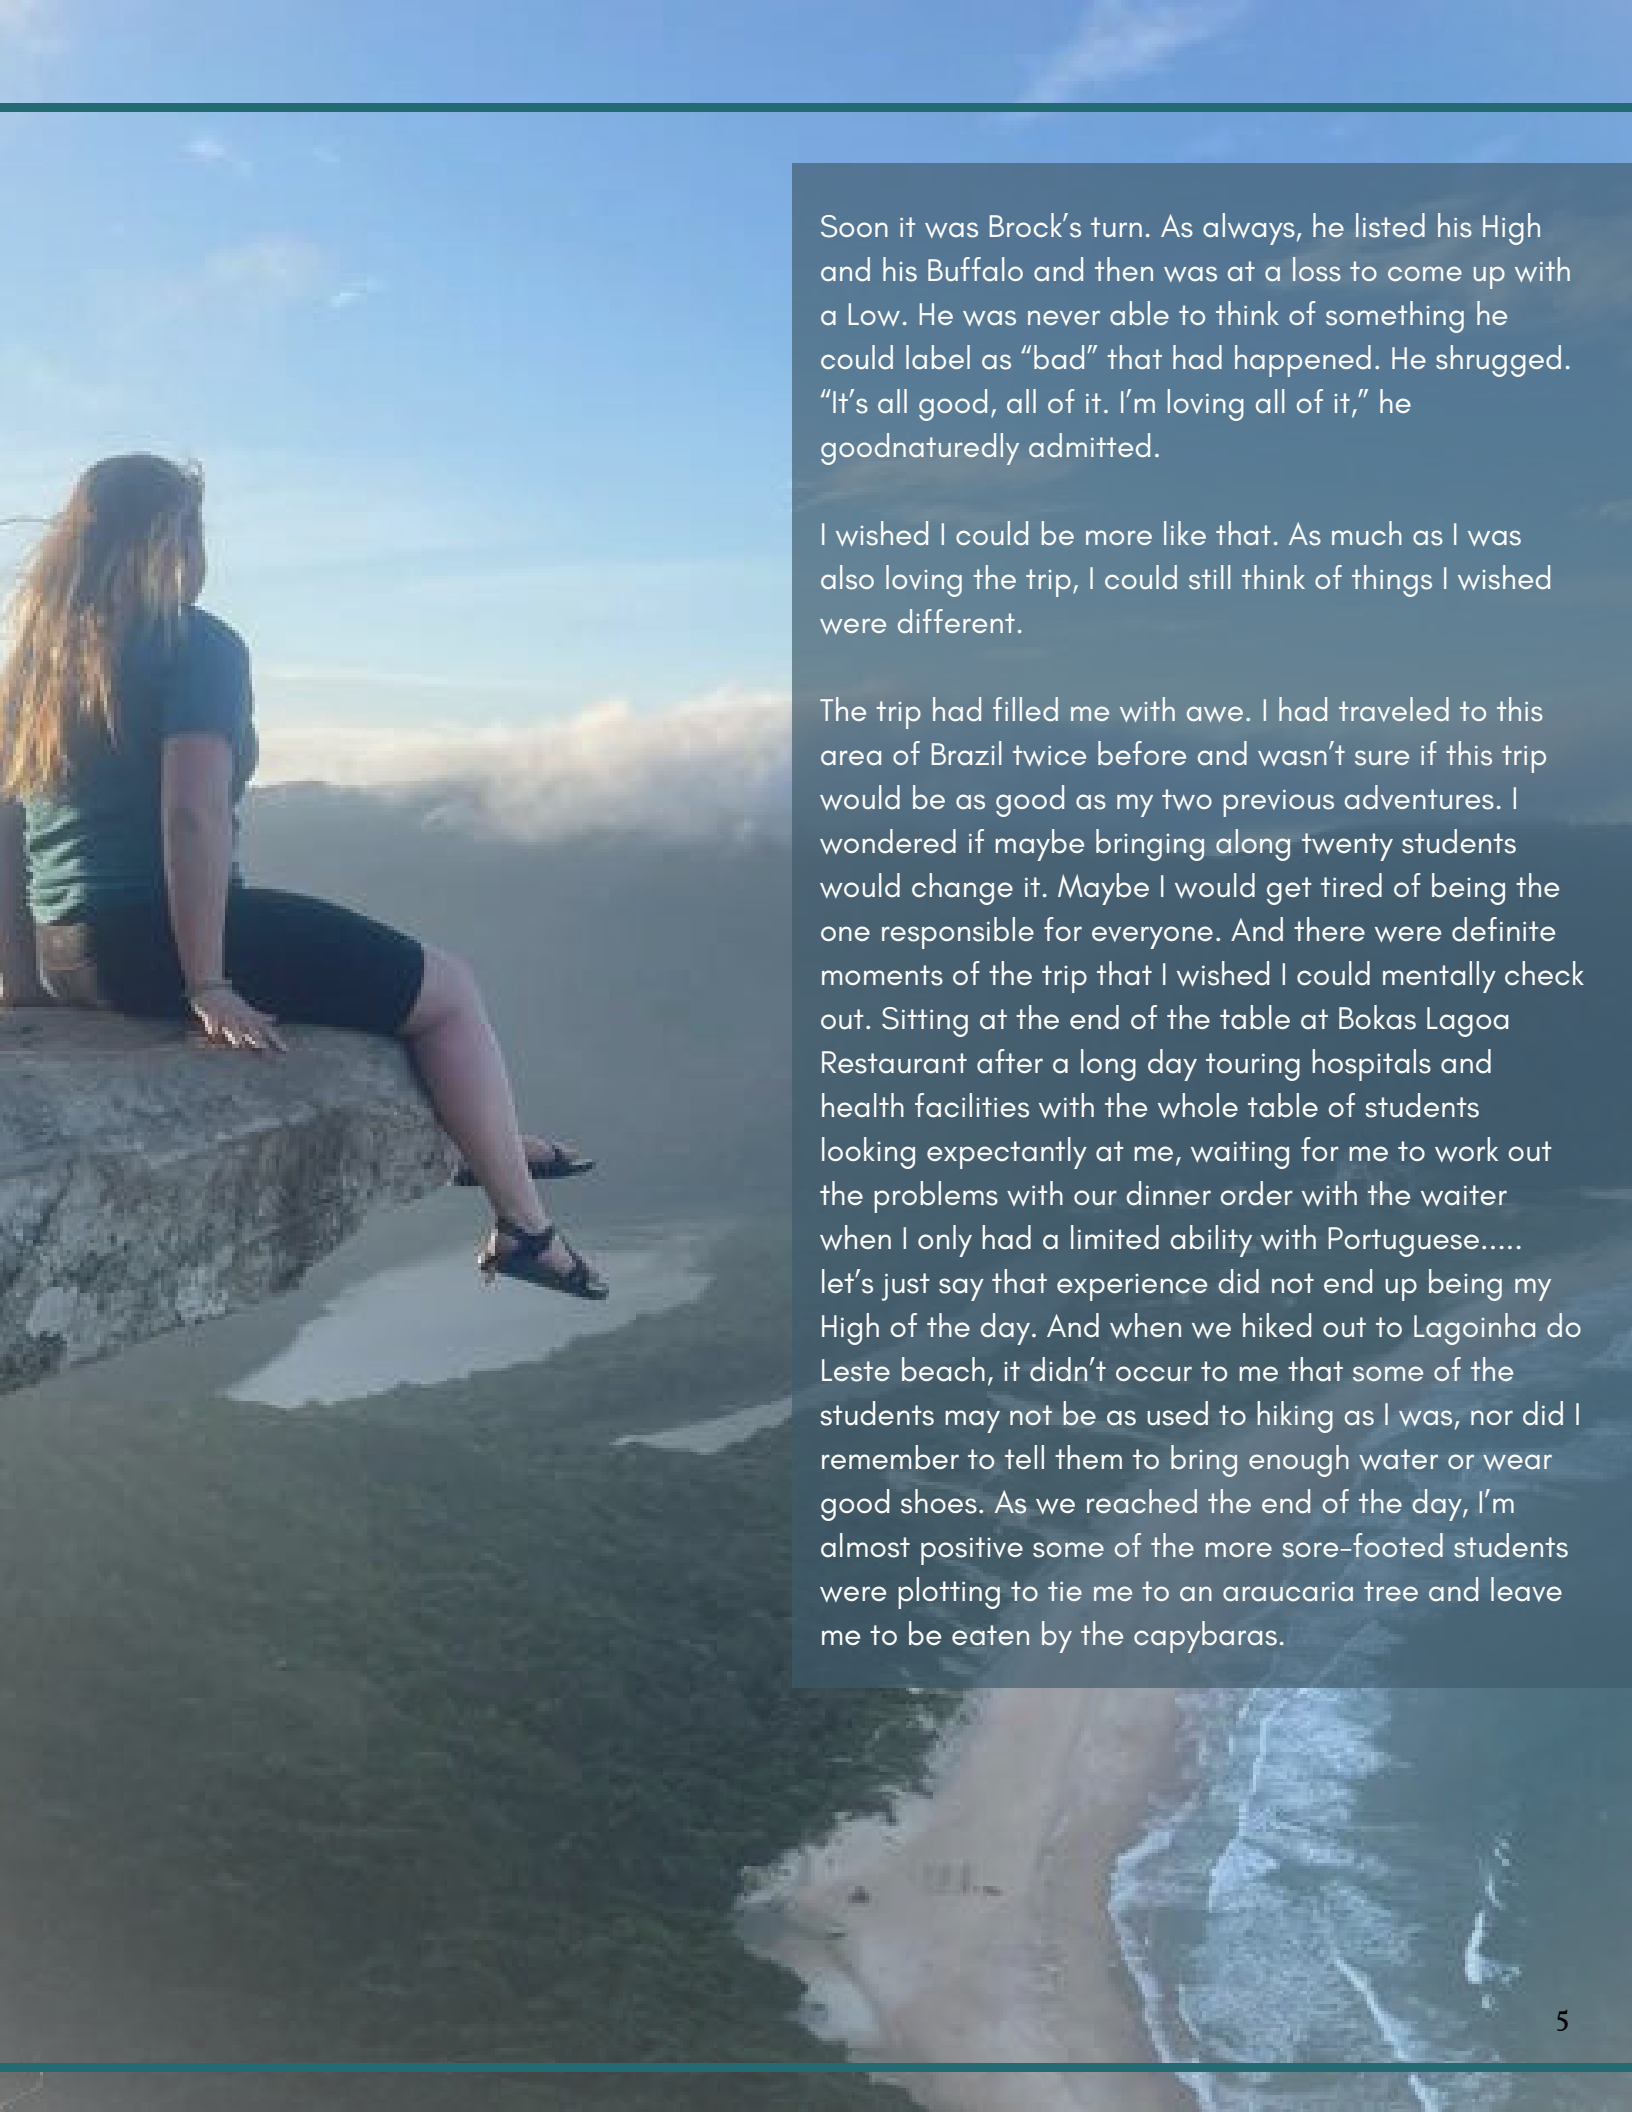 Soon it was Brock’s turn. As always, he listed his High
and his Buffalo and then was at a loss to come up with
a Low. He was never able to think of something he
could label as “bad” that had happened. He shrugged.
“It’s all good, all of it. I’m loving all of it,” he
goodnaturedly admitted.
I wished I could be more like that. As much as I was
also loving the trip, I could still think of things I wished
were different.
The trip had filled me with awe. I had traveled to this
area of Brazil twice before and wasn’t sure if this trip
would be as good as my two previous adventures. I
wondered if maybe bringing along twenty students
would change it. Maybe I would get tired of being the
one responsible for everyone. And there were definite
moments of the trip that I wished I could mentally check
out. Sitting at the end of the table at Bokas Lagoa
Restaurant after a long day touring hospitals and
health facilities with the whole table of students
looking expectantly at me, waiting for me to work out
the problems with our dinner order with the waiter
when I only had a limited ability with Portuguese.....
let’s just say that experience did not end up being my
High of the day. And when we hiked out to Lagoinha do
Leste beach, it didn’t occur to me that some of the
students may not be as used to hiking as I was, nor did I
remember to tell them to bring enough water or wear
good shoes. As we reached the end of the day, I’m
almost positive some of the more sore-footed students
were plotting to tie me to an araucaria tree and leave
me to be eaten by the capybaras.
5